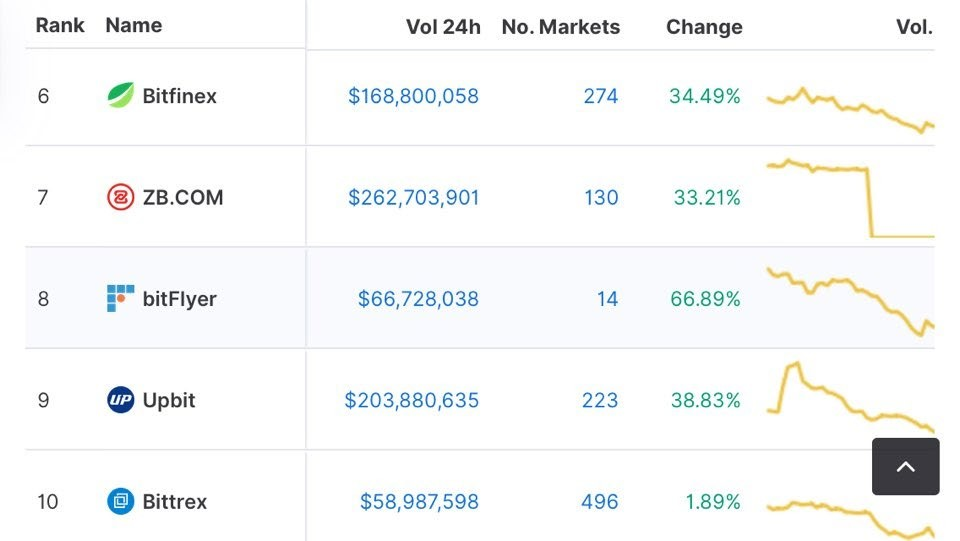 Rank Name Vol 24h No. Markets Change Vol.
6 Bitfinex $168,800,058 274 34.49%
7 ZB.COM $262,703,901 130 33.21%
8 bitFlyer $66,728,038 14 66.89%
9 UP Upbit $203,880,635 223 38.83%
10 Bittrex $58,987,598 496 1.89%